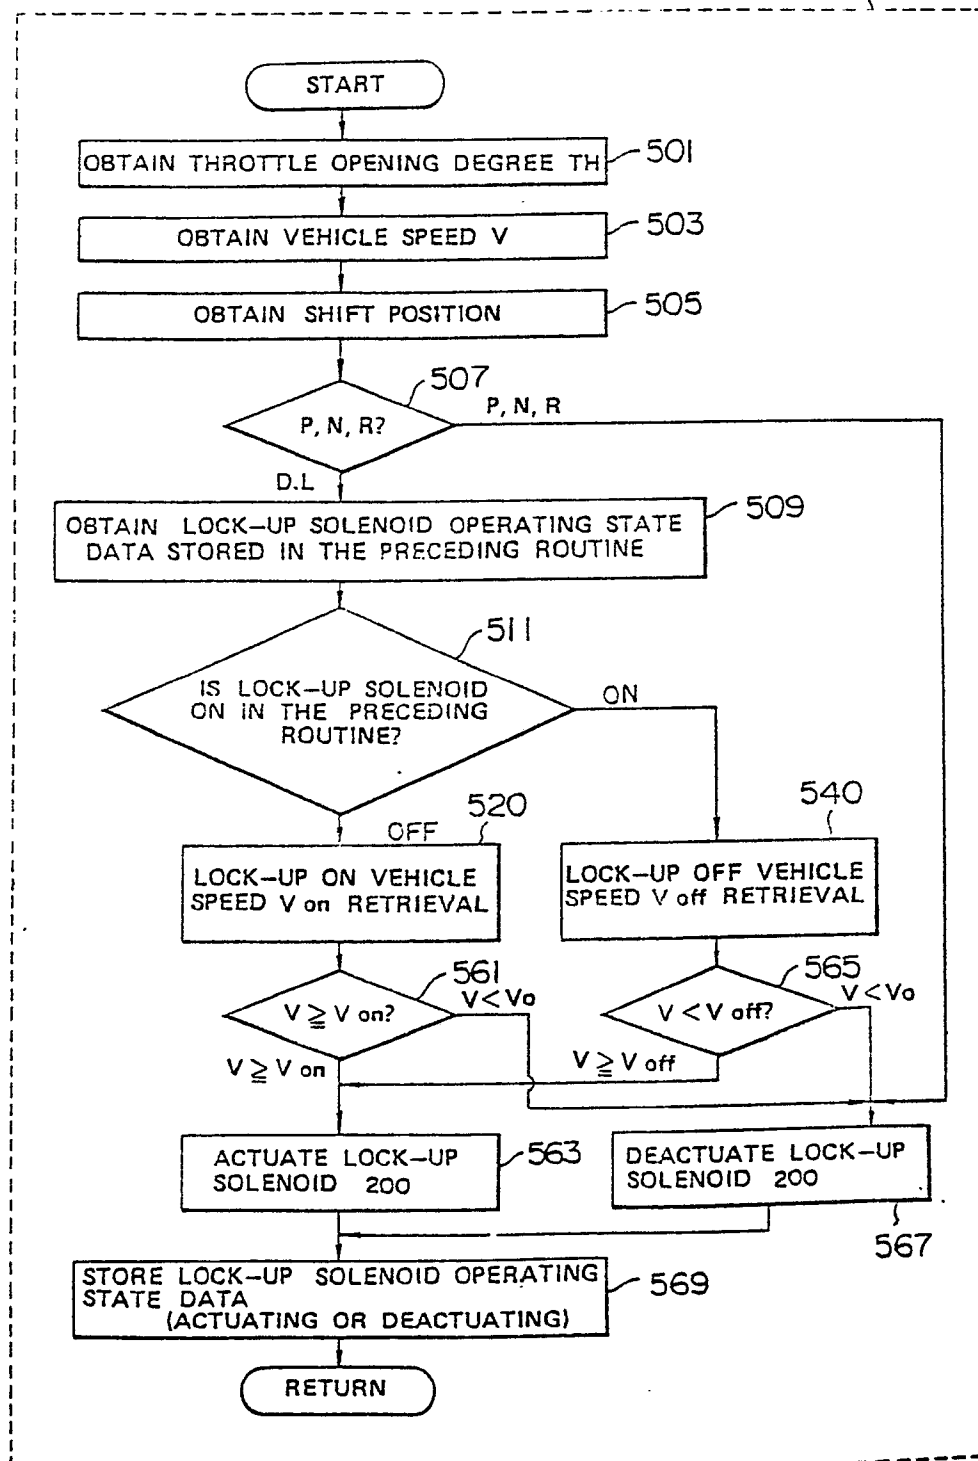 START
OBTAIN THROTTLE OPENING DEGREE TH
501
OBTAIN VEHICLE SPEED V
503
OBTAIN SHIFT POSITION
505
507
P, N, R?
P, N, R
D.L
OBTAIN LOCK-UP SOLENOID OPERATING STATE
DATA STORED IN THE PRECEDING ROUTINE
509
511
IS LOCK-UP SOLENOID
ON IN THE PRECEDING
ROUTINE?
ON
OFF
520
540
LOCK-UP ON VEHICLE
SPEED V on RETRIEVAL
LOCK-UP OFF VEHICLE
SPEED V off RETRIEVAL
561
V ≧ V on?
V < Vo
565
V < V off?
V < Vo
V ≧ V on
V ≧ V off
ACTUATE LOCK-UP
SOLENOID 200
563
DEACTUATE LOCK-UP
SOLENOID 200
567
STORE LOCK-UP SOLENOID OPERATING
STATE DATA
(ACTUATING OR DEACTUATING)
569
RETURN